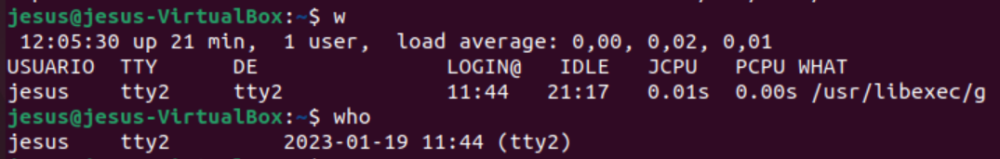 jesus@jesus-VirtualBox:~$ w
 12:05:30 up 21 min,  1 user,  load average: 0,00, 0,02, 0,01
USUARIO  TTY      DE               LOGIN@   IDLE   JCPU   PCPU WHAT
jesus    tty2     tty2             11:44   21:17   0.01s  0.00s /usr/libexec/g
jesus@jesus-VirtualBox:~$ who
jesus    tty2         2023-01-19 11:44 (tty2)